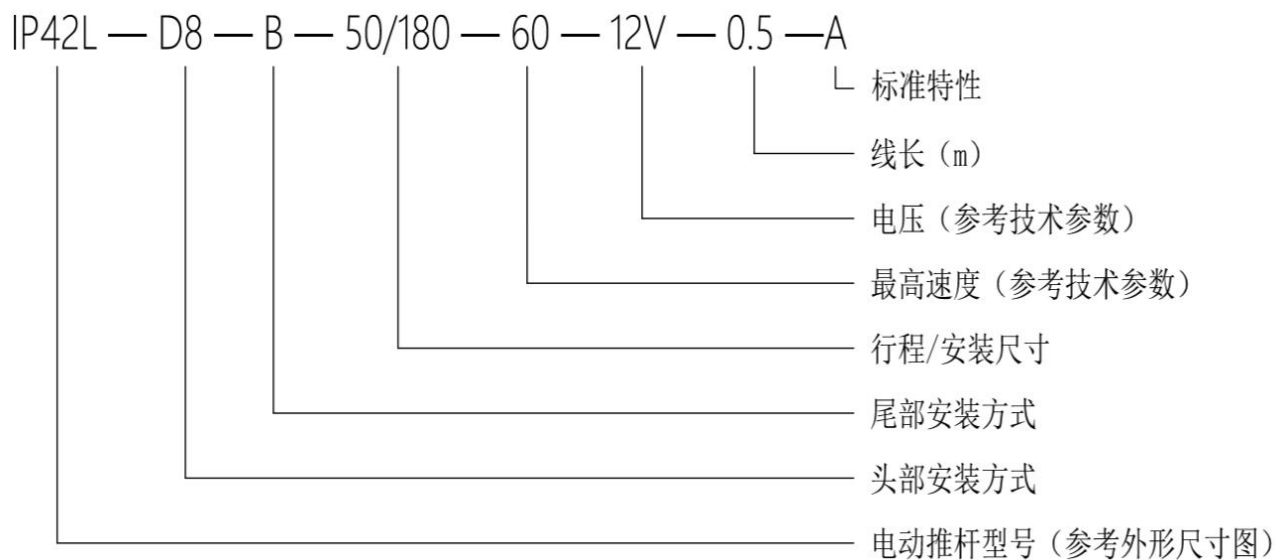 IP42L — D8 — B — 50/180 — 60 — 12V — 0.5 —A
标准特性
线长（m）
电压（参考技术参数）
最高速度（参考技术参数）
行程/安装尺寸
尾部安装方式
头部安装方式
电动推杆型号（参考外形尺寸图）